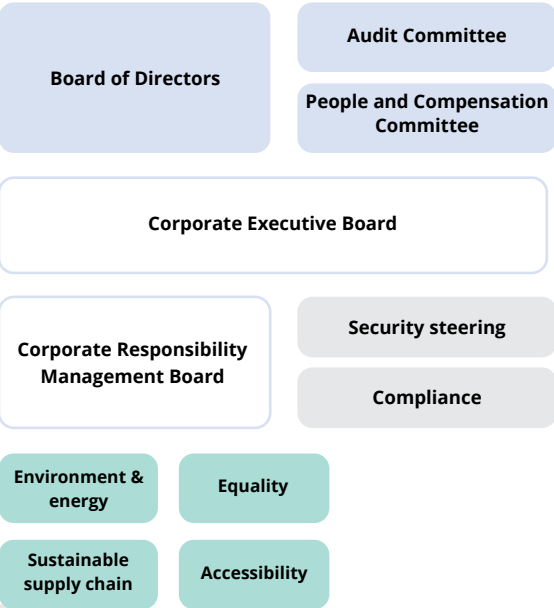 Board of Directors
Audit Committee
People and Compensation
Committee
Corporate Executive Board
Corporate Responsibility
Management Board
Security steering
Compliance
Environment &
energy
Equality
Sustainable
supply chain
Accessibility